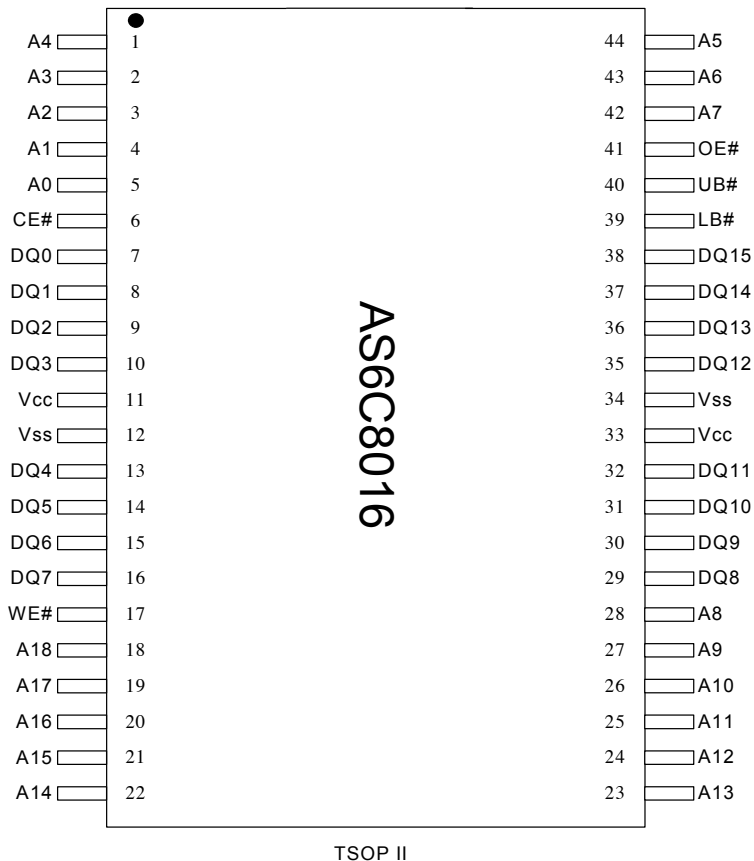 A4 1 44 A5
A3 2 43 A6
A2 3 42 A7
A1 4 41 OE#
A0 5 40 UB#
CE# 6 39 LB#
DQ0 7 38 DQ15
DQ1 8 37 DQ14
DQ2 9 36 DQ13
DQ3 10 35 DQ12
Vcc 11 34 Vss
Vss 12 33 Vcc
DQ4 13 32 DQ11
DQ5 14 31 DQ10
DQ6 15 30 DQ9
DQ7 16 29 DQ8
WE# 17 28 A8
A18 18 27 A9
A17 19 26 A10
A16 20 25 A11
A15 21 24 A12
A14 22 23 A13
AS6C8016
TSOP II